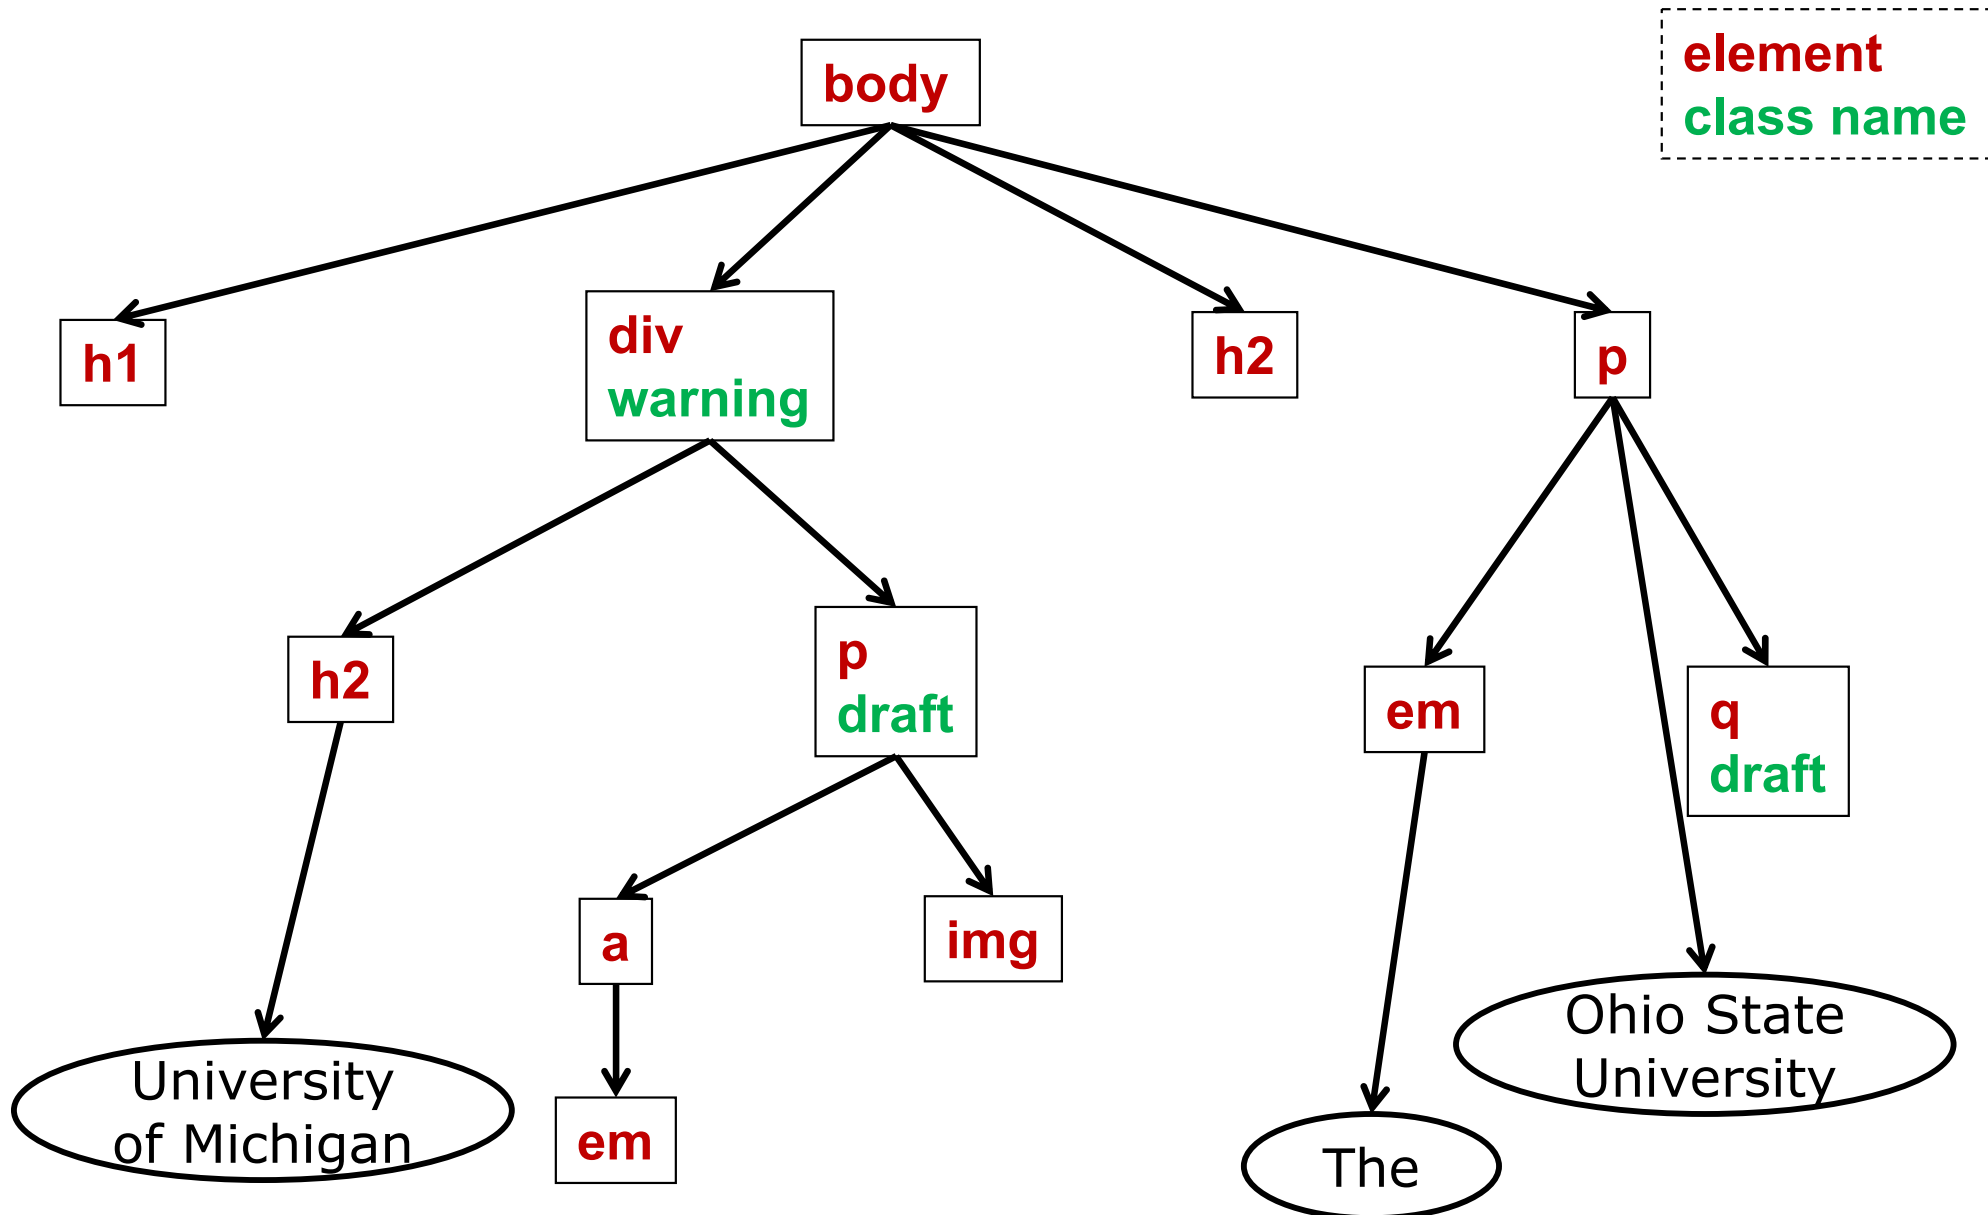 element
class name
body
h1
div
warning
h2
p
h2
p
draft
em
q
draft
a
img
University
of Michigan
em
Ohio State
University
The